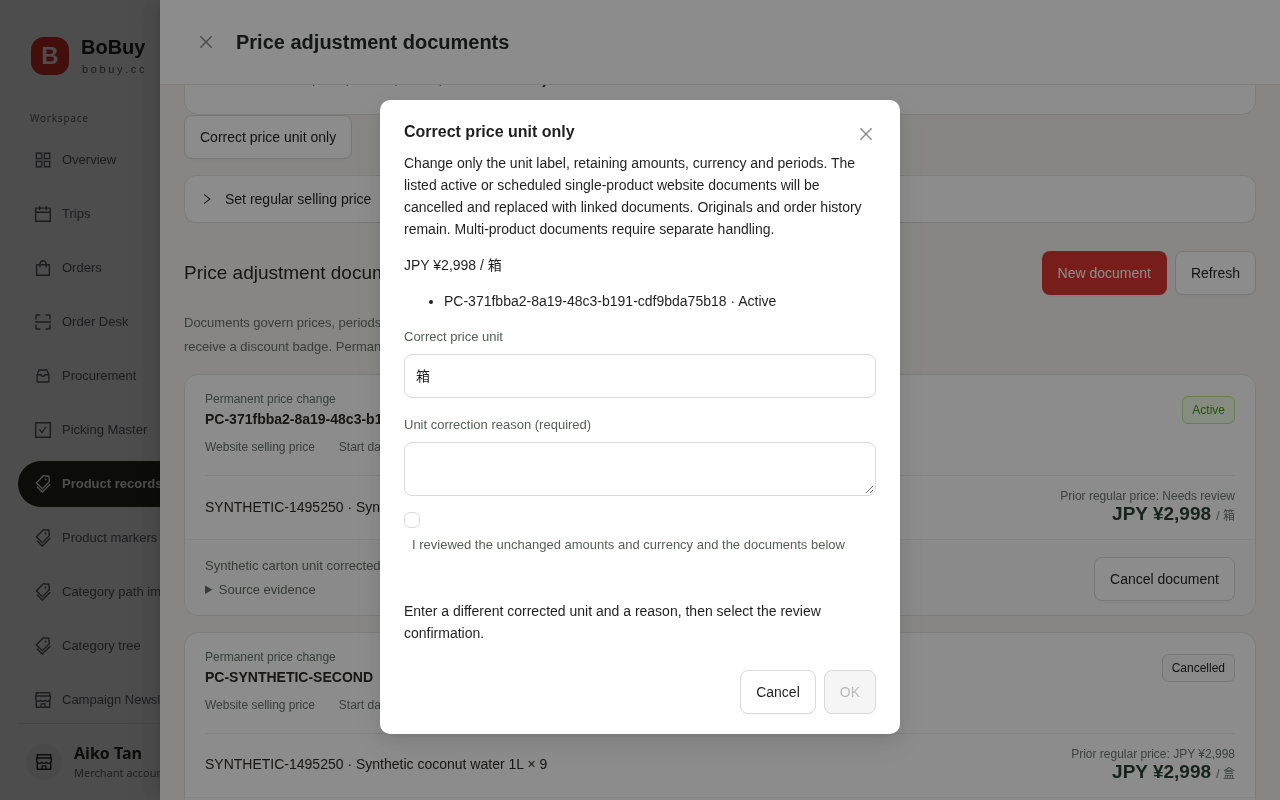 B
BoBuy
bobuy.cc
Workspace
Overview
Trips
Orders
Order Desk
Procurement
Picking Master
Product records
Product markers
Category path im
Category tree
Campaign Newsl
Aiko Tan
Merchant accour
Price adjustment documents
Correct price unit only
Set regular selling price
Price adjustment docun
New document
Refresh
Documents govern prices, periods
receive a discount badge. Perman
Permanent price change
PC-371fbba2-8a19-48c3-b1
Website selling price Start da
Active
SYNTHETIC-1495250 · Syn
Prior regular price: Needs review
JPY ¥2,998 / 箱
Synthetic carton unit corrected
Source evidence
Cancel document
Permanent price change
PC-SYNTHETIC-SECOND
Website selling price Start da
Cancelled
SYNTHETIC-1495250 · Synthetic coconut water 1L × 9
Prior regular price: JPY ¥2,998
JPY ¥2,998 / 盒
Correct price unit only
Change only the unit label, retaining amounts, currency and periods. The
listed active or scheduled single-product website documents will be
cancelled and replaced with linked documents. Originals and order history
remain. Multi-product documents require separate handling.
JPY ¥2,998 / 箱
• PC-371fbba2-8a19-48c3-b191-cdf9bda75b18 · Active
Correct price unit
箱
Unit correction reason (required)
I reviewed the unchanged amounts and currency and the documents below
Enter a different corrected unit and a reason, then select the review
confirmation.
Cancel
OK